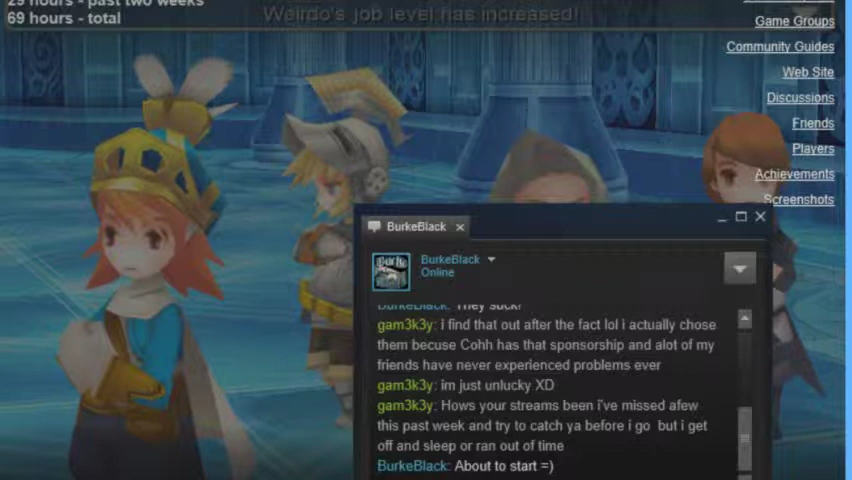 29 hours - past two weeks
69 hours - total
Weirdo's job level has increased!
Game Groups
Community Guides
Web Site
Discussions
Friends
Players
Achievements
Screenshots
BurkeBlack
BurkeBlack
Online
BurkeBlack: They suck!
gam3k3y: i find that out after the fact lol i actually chose
them becuse Cohh has that sponsorship and alot of my
friends have never experienced problems ever
gam3k3y: im just unlucky XD
gam3k3y: Hows your streams been i've missed afew
this past week and try to catch ya before i go but i get
off and sleep or ran out of time
BurkeBlack: About to start =)